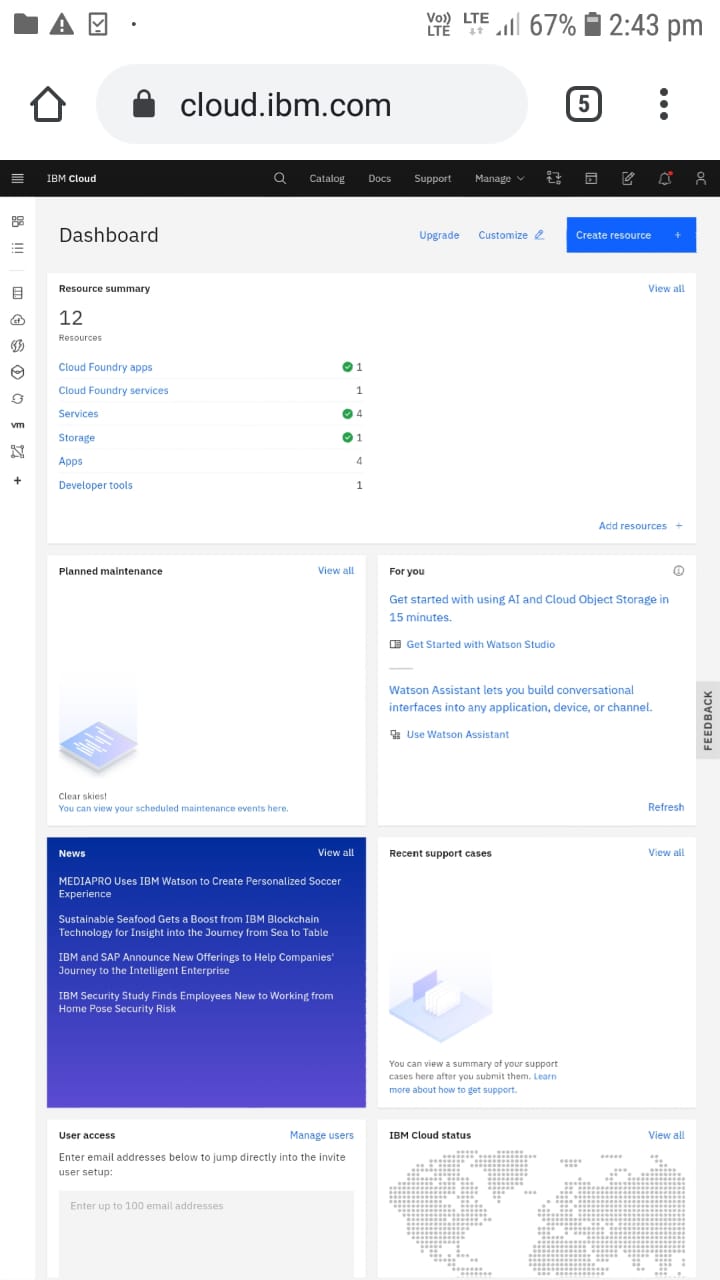 Vo)) LTE LTE 67% 2:43 pm
cloud.ibm.com 5
IBM Cloud Catalog Docs Support Manage
Dashboard Upgrade Customize Create resource +
Resource summary View all
12
Resources
Cloud Foundry apps 1
Cloud Foundry services 1
Services 4
Storage 1
Apps 4
Developer tools 1
vm
Add resources +
Planned maintenance View all
Clear skies!
You can view your scheduled maintenance events here.
For you
Get started with using AI and Cloud Object Storage in
15 minutes.
Get Started with Watson Studio
Watson Assistant lets you build conversational
interfaces into any application, device, or channel.
Use Watson Assistant
Refresh
FEEDBACK
News View all
MEDIAPRO Uses IBM Watson to Create Personalized Soccer
Experience
Sustainable Seafood Gets a Boost from IBM Blockchain
Technology for Insight into the Journey from Sea to Table
IBM and SAP Announce New Offerings to Help Companies'
Journey to the Intelligent Enterprise
IBM Security Study Finds Employees New to Working from
Home Pose Security Risk
Recent support cases View all
You can view a summary of your support
cases here after you submit them. Learn
more about how to get support.
User access Manage users
Enter email addresses below to jump directly into the invite
user setup:
Enter up to 100 email addresses
IBM Cloud status View all